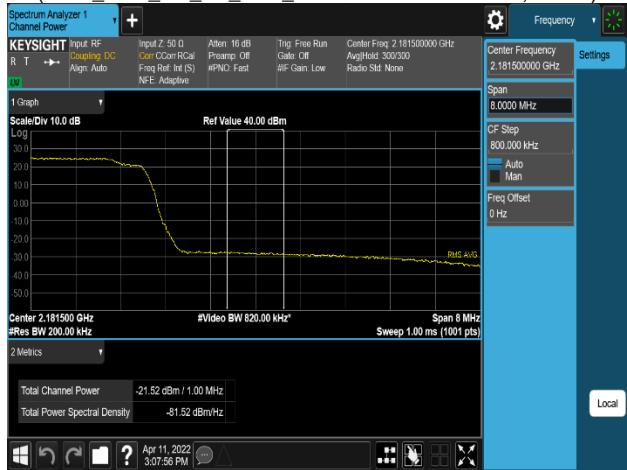 Spectrum Analyzer 1
Channel Power
Frequency
KEYSIGHT
R T
Input: RF
Coupling: DC
Align: Auto
Input Z: 50 Ω
Corr CCorr RCal
Freq Ref: Int (S)
NFE: Adaptive
Atten: 16 dB
Preamp: Off
#PNO: Fast
Trig: Free Run
Gate: Off
#IF Gain: Low
Center Freq: 2.181500000 GHz
Avg|Hold: 300/300
Radio Std: None
Center Frequency
2.181500000 GHz
Settings
Span
8.0000 MHz
CF Step
800.000 kHz
Auto
Man
Freq Offset
0 Hz
1 Graph
Scale/Div 10.0 dB
Ref Value 40.00 dBm
Log
30.0
20.0
10.0
0.00
-10.0
-20.0
-30.0
-40.0
-50.0
RMS AVG
Center 2.181500 GHz
#Video BW 820.00 kHz*
Span 8 MHz
#Res BW 200.00 kHz
Sweep 1.00 ms (1001 pts)
2 Metrics
Total Channel Power -21.52 dBm / 1.00 MHz
Total Power Spectral Density -81.52 dBm/Hz
Local
?
Apr 11, 2022
3:07:56 PM